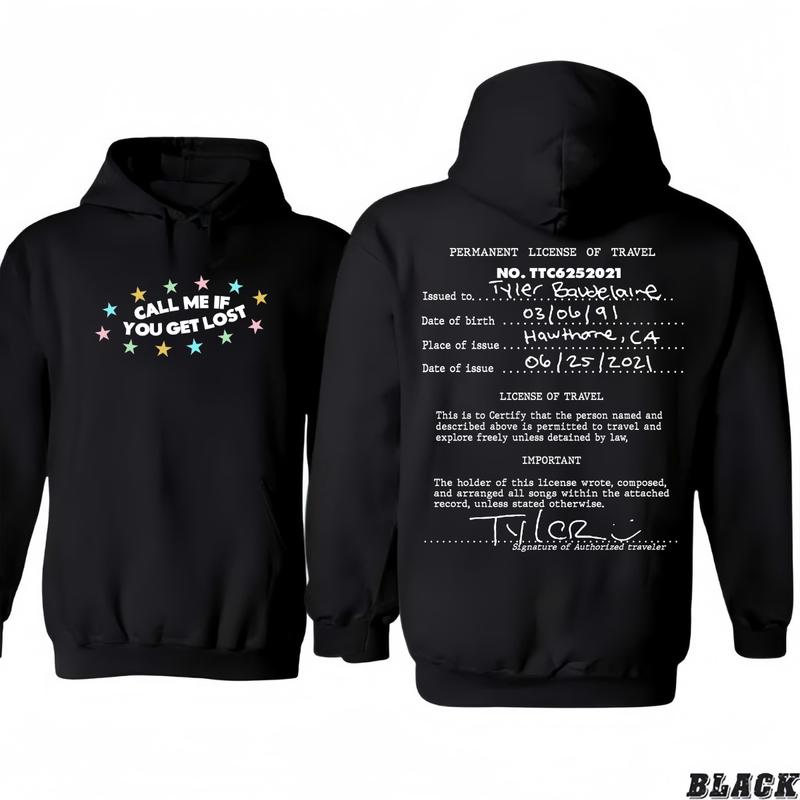 CALL ME IF
YOU GET LOST
PERMANENT LICENSE OF TRAVEL
NO. TTC6252021
Issued to...Tyler Baudelaire
Date of birth...03/06/91
Place of issue...Hawthorne, CA
Date of issue...06/25/2021
LICENSE OF TRAVEL
This is to Certify that the person named and
described above is permitted to travel and
explore freely unless detained by law,
IMPORTANT
The holder of this license wrote, composed,
and arranged all songs within the attached
record, unless stated otherwise.
TYLER
Signature of Authorized traveler
BLACK